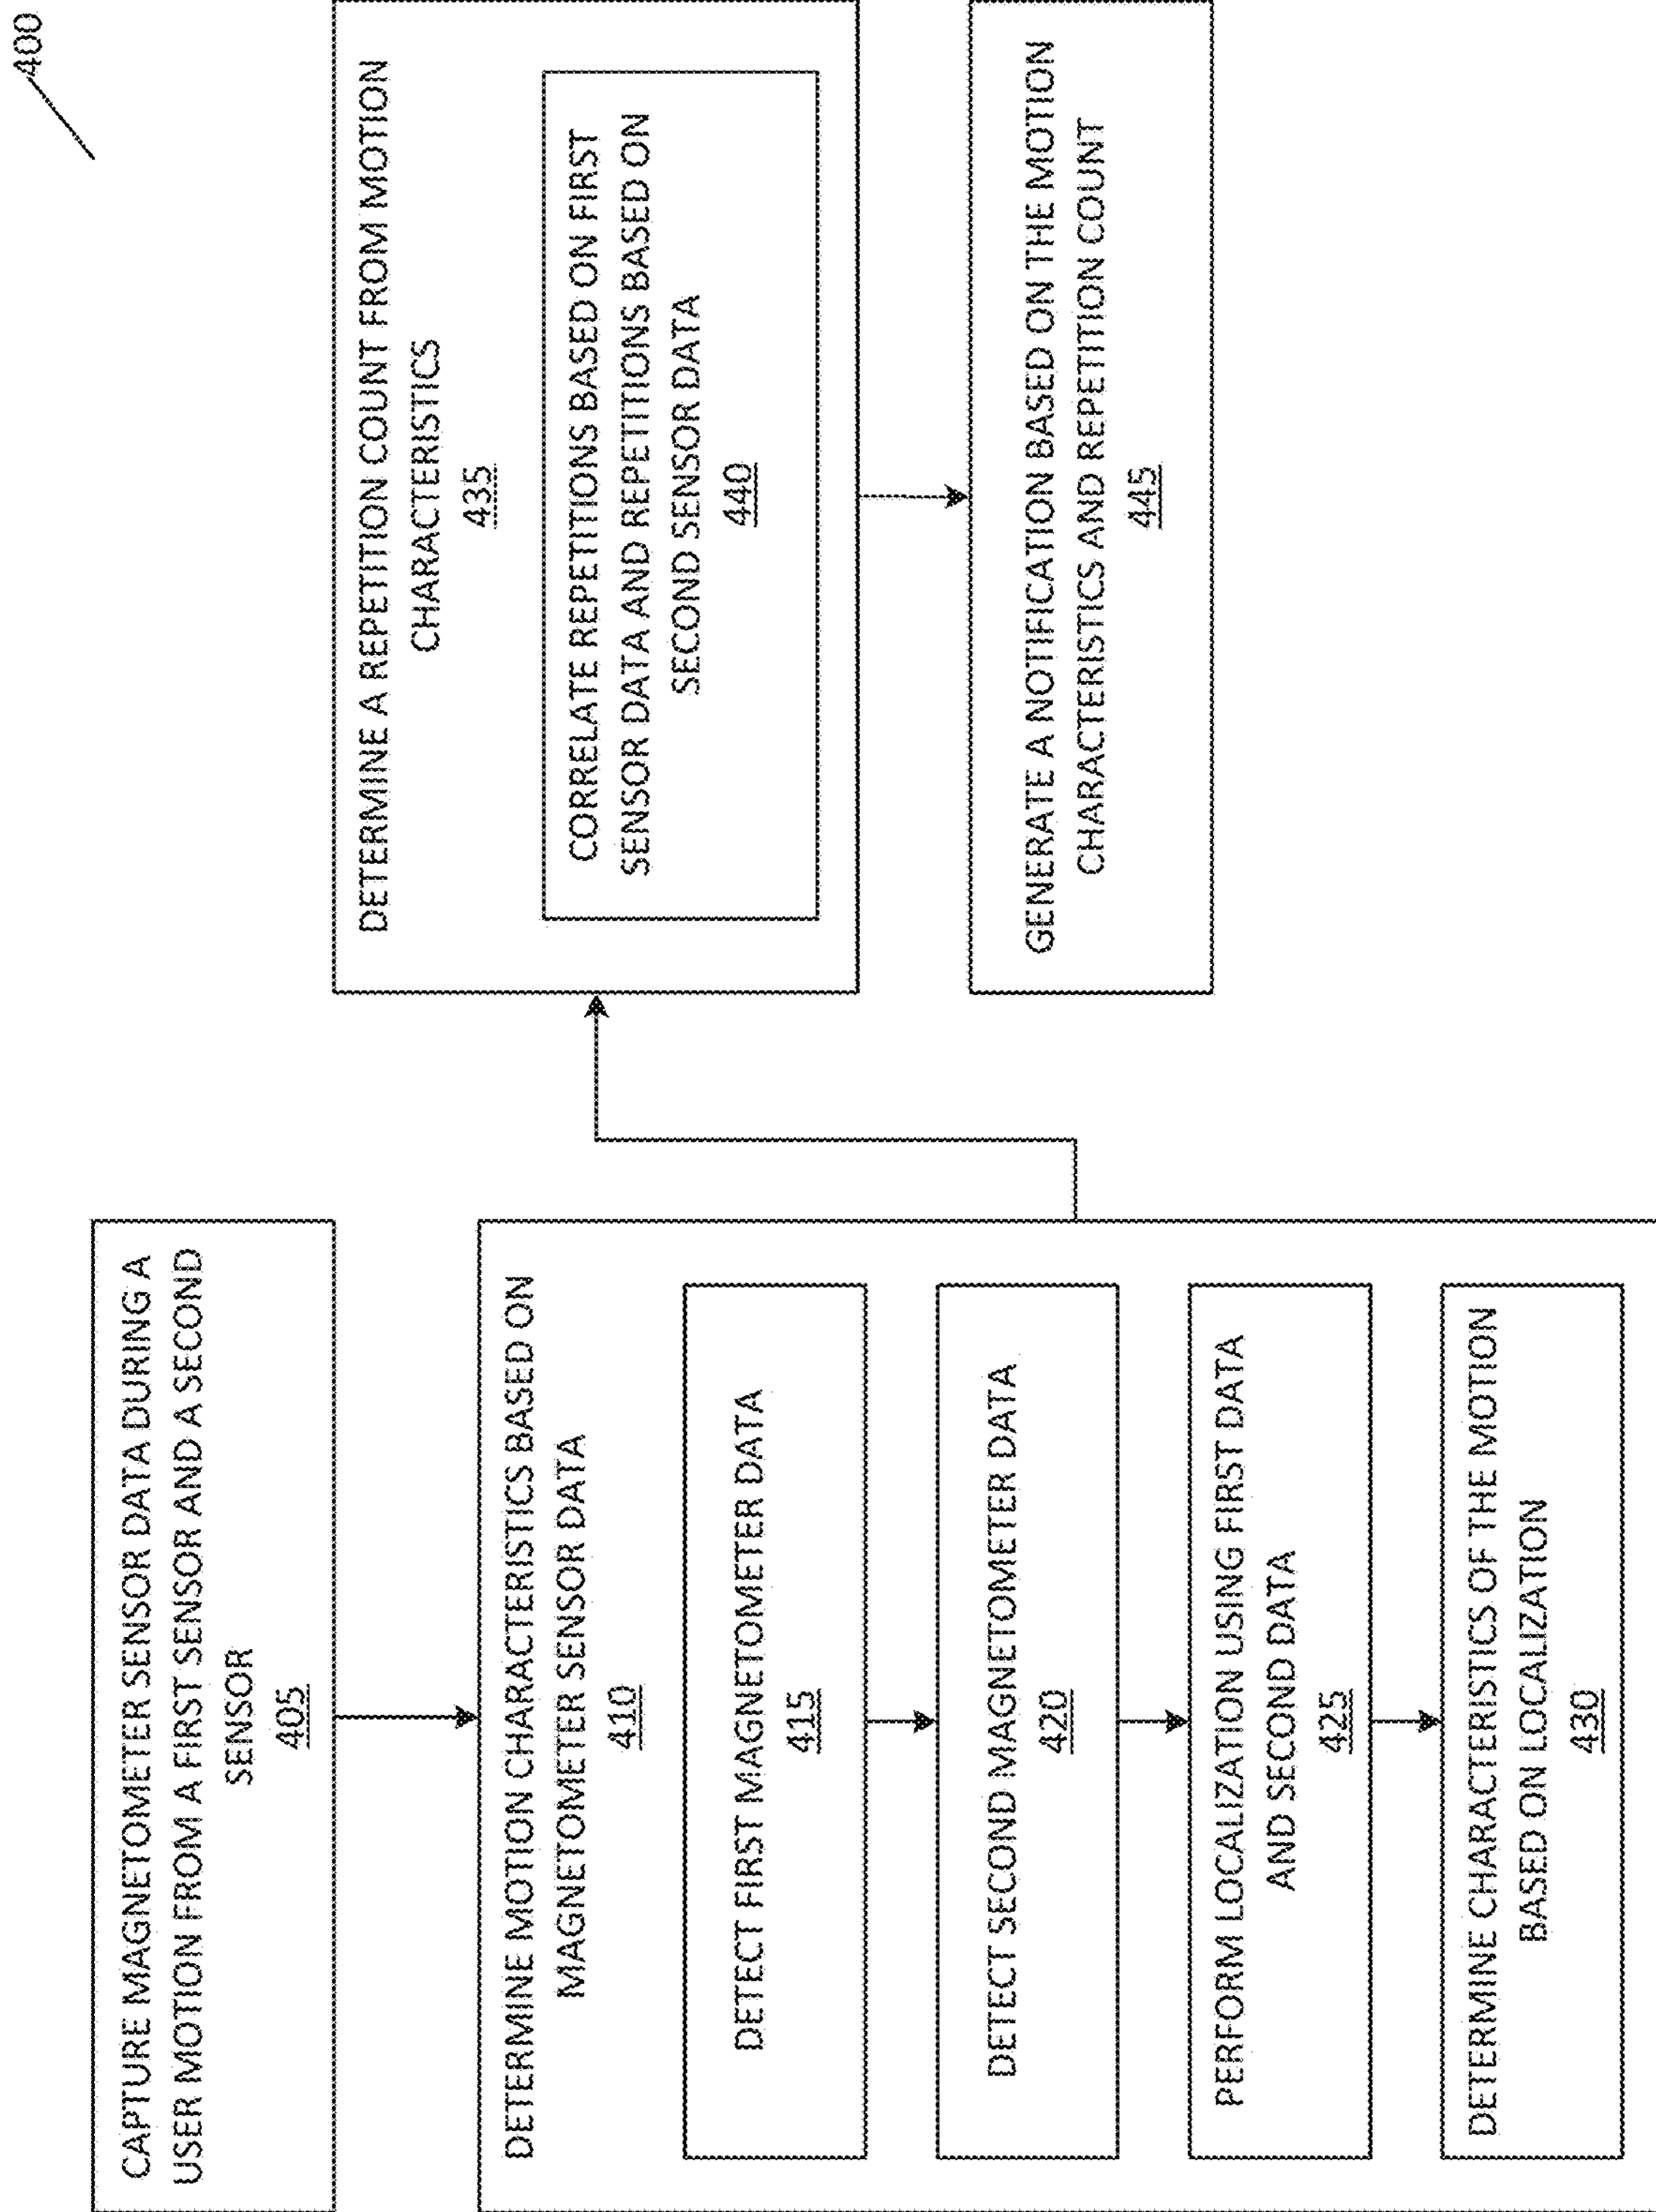 400
CAPTURE MAGNETOMETER SENSOR DATA DURING A
USER MOTION FROM A FIRST SENSOR AND A SECOND
SENSOR
405
DETERMINE MOTION CHARACTERISTICS BASED ON
MAGNETOMETER SENSOR DATA
410
DETECT FIRST MAGNETOMETER DATA
415
DETECT SECOND MAGNETOMETER DATA
420
PERFORM LOCALIZATION USING FIRST DATA
AND SECOND DATA
425
DETERMINE CHARACTERISTICS OF THE MOTION
BASED ON LOCALIZATION
430
DETERMINE A REPETITION COUNT FROM MOTION
CHARACTERISTICS
435
CORRELATE REPETITIONS BASED ON FIRST
SENSOR DATA AND REPETITIONS BASED ON
SECOND SENSOR DATA
440
GENERATE A NOTIFICATION BASED ON THE MOTION
CHARACTERISTICS AND REPETITION COUNT
445